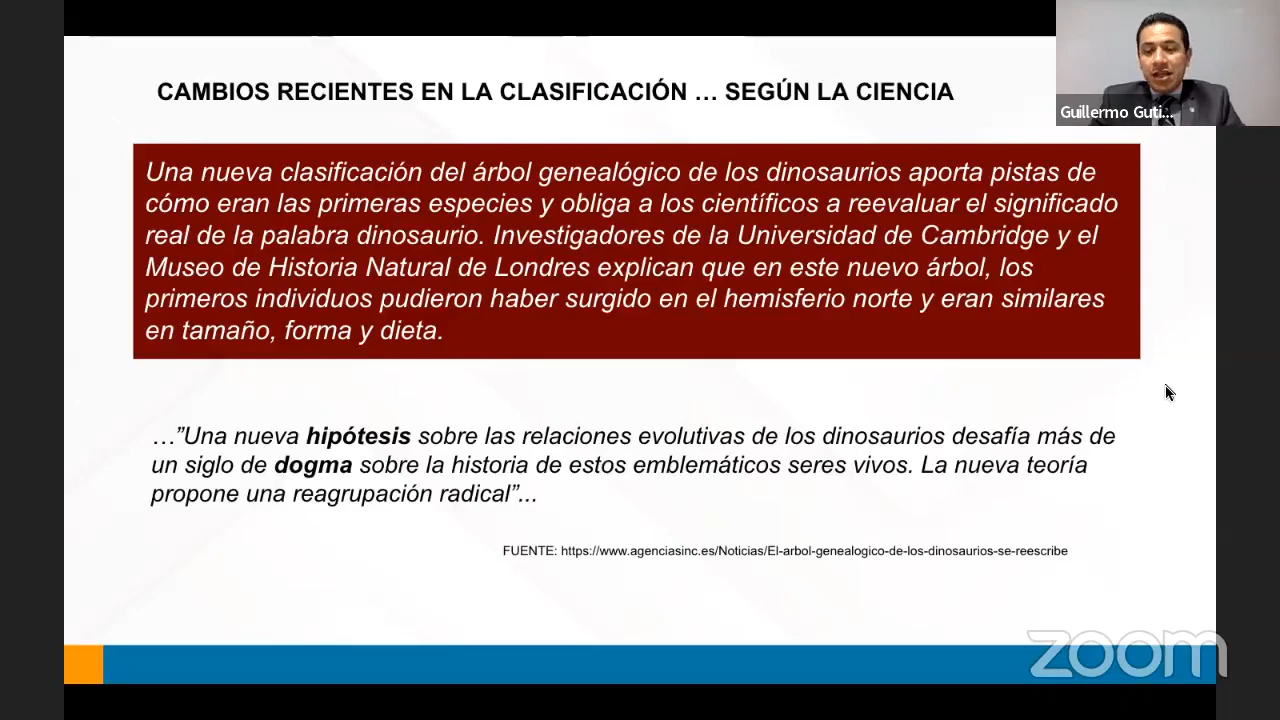 CAMBIOS RECIENTES EN LA CLASIFICACIÓN ... SEGÚN LA CIENCIA
Guillermo Guti...
Una nueva clasificación del árbol genealógico de los dinosaurios aporta pistas de
cómo eran las primeras especies y obliga a los científicos a reevaluar el significado
real de la palabra dinosaurio. Investigadores de la Universidad de Cambridge y el
Museo de Historia Natural de Londres explican que en este nuevo árbol, los
primeros individuos pudieron haber surgido en el hemisferio norte y eran similares
en tamaño, forma y dieta.
...”Una nueva hipótesis sobre las relaciones evolutivas de los dinosaurios desafía más de
un siglo de dogma sobre la historia de estos emblemáticos seres vivos. La nueva teoría
propone una reagrupación radical”...
FUENTE: https://www.agenciasinc.es/Noticias/El-arbol-genealogico-de-los-dinosaurios-se-reescribe
zoom